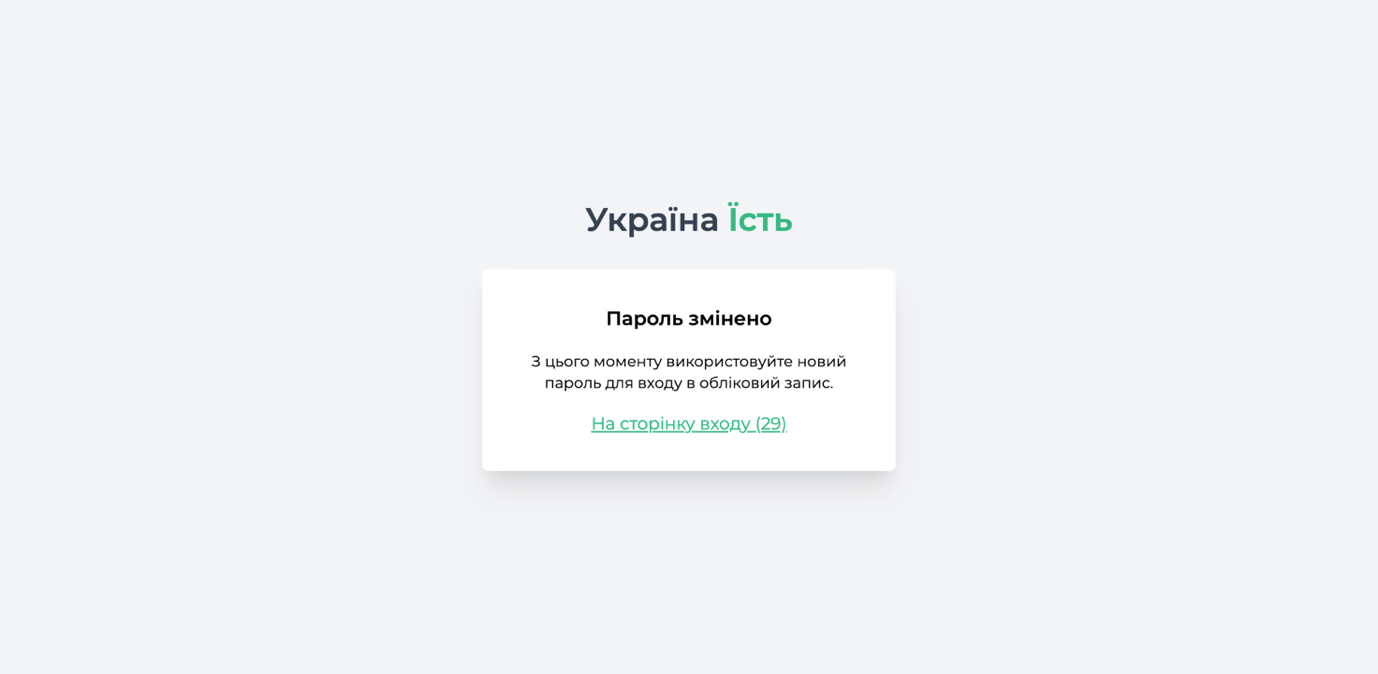 Україна Їсть
Пароль змінено
З цього моменту використовуйте новий
пароль для входу в обліковий запис.
На сторінку входу (29)